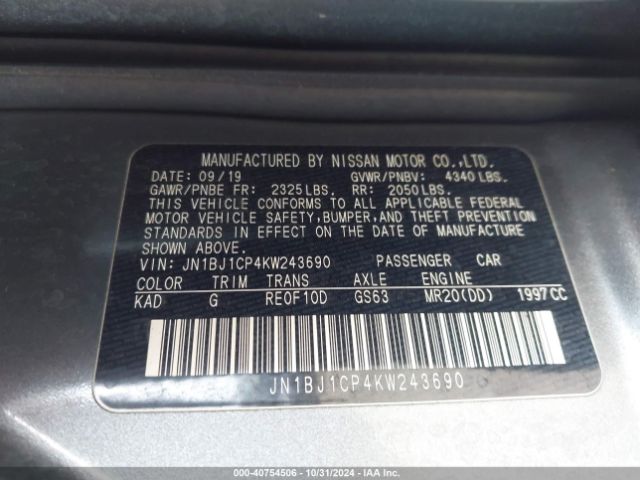 MANUFACTURED BY NISSAN MOTOR CO.,LTD.
DATE: 09/19 GVWR/PNBV: 4340 LBS.
GAWR/PNBE FR: 2325 LBS. RR: 2050 LBS.
THIS VEHICLE CONFORMS TO ALL APPLICABLE FEDERAL
MOTOR VEHICLE SAFETY, BUMPER, AND THEFT PREVENTION
STANDARDS IN EFFECT ON THE DATE OF MANUFACTURE
SHOWN ABOVE.
VIN: JN1BJ1CP4KW243690 PASSENGER CAR
COLOR TRIM TRANS AXLE ENGINE
KAD G RE0F10D GS63 MR20(DD) 1997CC
JN1BJ1CP4KW243690
000-40754506 - 10/31/2024 - IAA, Inc.